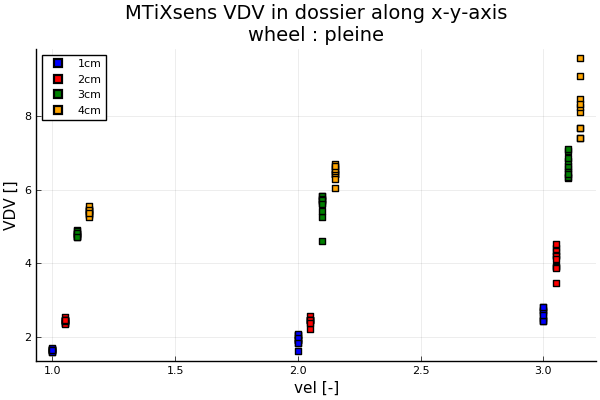 MTiXsens VDV in dossier along x-y-axis
wheel : pleine
1cm
2cm
3cm
4cm
VDV []
8
6
4
2
1.0
1.5
2.0
2.5
3.0
vel [-]